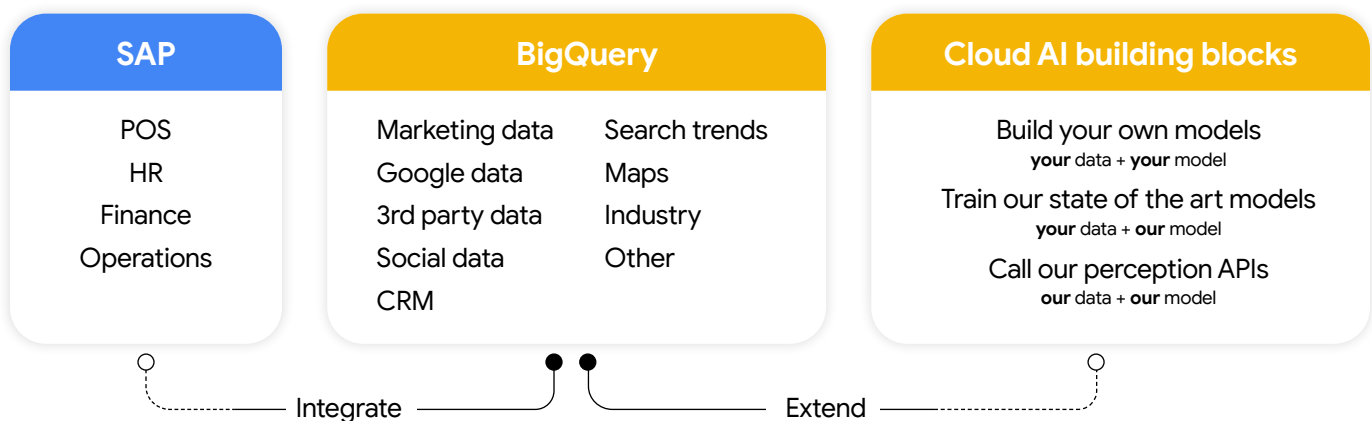 SAP
POS
HR
Finance
Operations
BigQuery
Marketing data
Google data
3rd party data
Social data
CRM
Search trends
Maps
Industry
Other
Cloud AI building blocks
Build your own models
your data + your model
Train our state of the art models
your data + our model
Call our perception APIs
our data + our model
Integrate
Extend